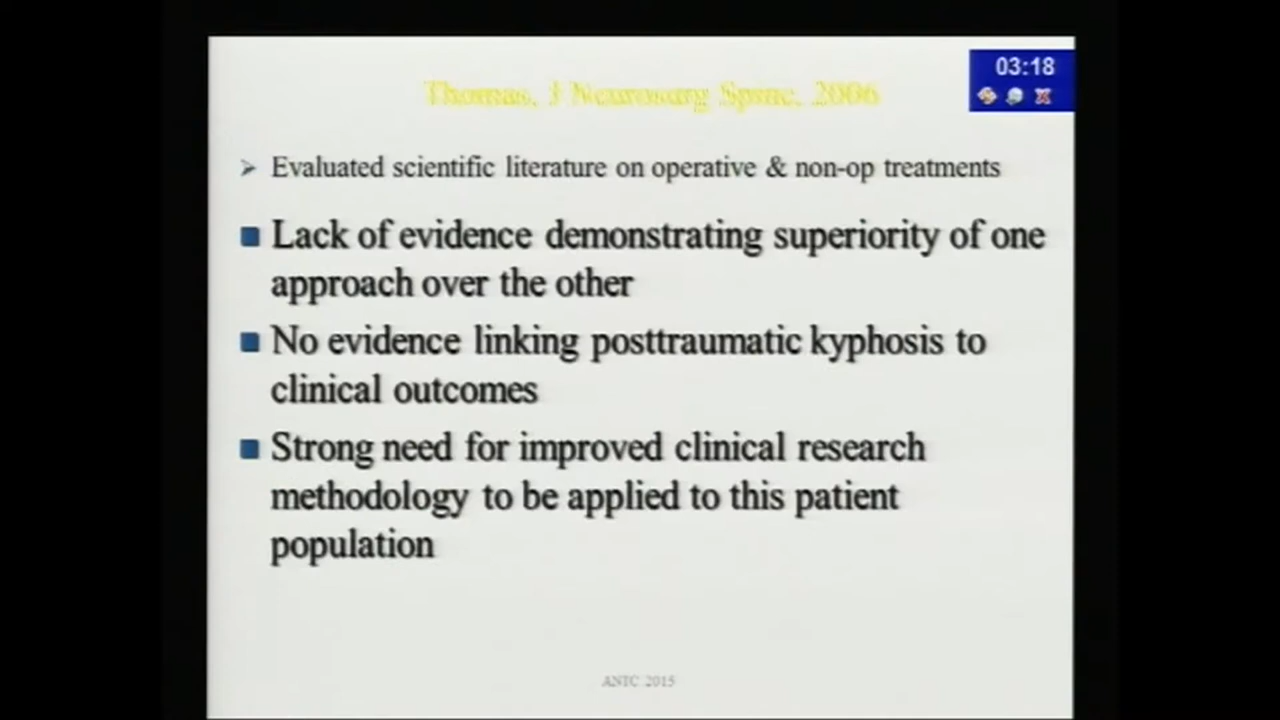 03:18
Thomas, J Neurosurg Spine, 2006
Evaluated scientific literature on operative & non-op treatments
Lack of evidence demonstrating superiority of one
approach over the other
No evidence linking posttraumatic kyphosis to
clinical outcomes
Strong need for improved clinical research
methodology to be applied to this patient
population
ANTC 2015